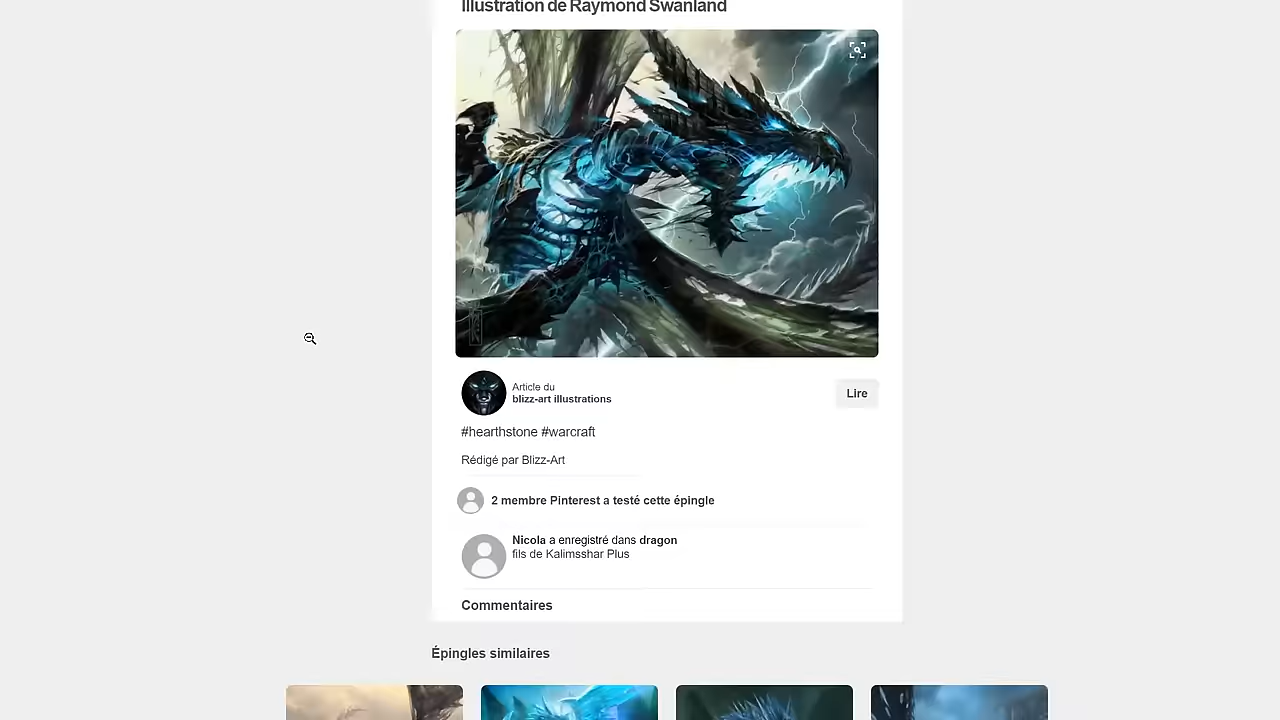 Illustration de Raymond Swanland
Article du
blizz-art illustrations
Lire
#hearthstone #warcraft
Rédigé par Blizz-Art
2 membre Pinterest a testé cette épingle
Nicola a enregistré dans dragon
fils de Kalimsshar Plus
Commentaires
Épingles similaires